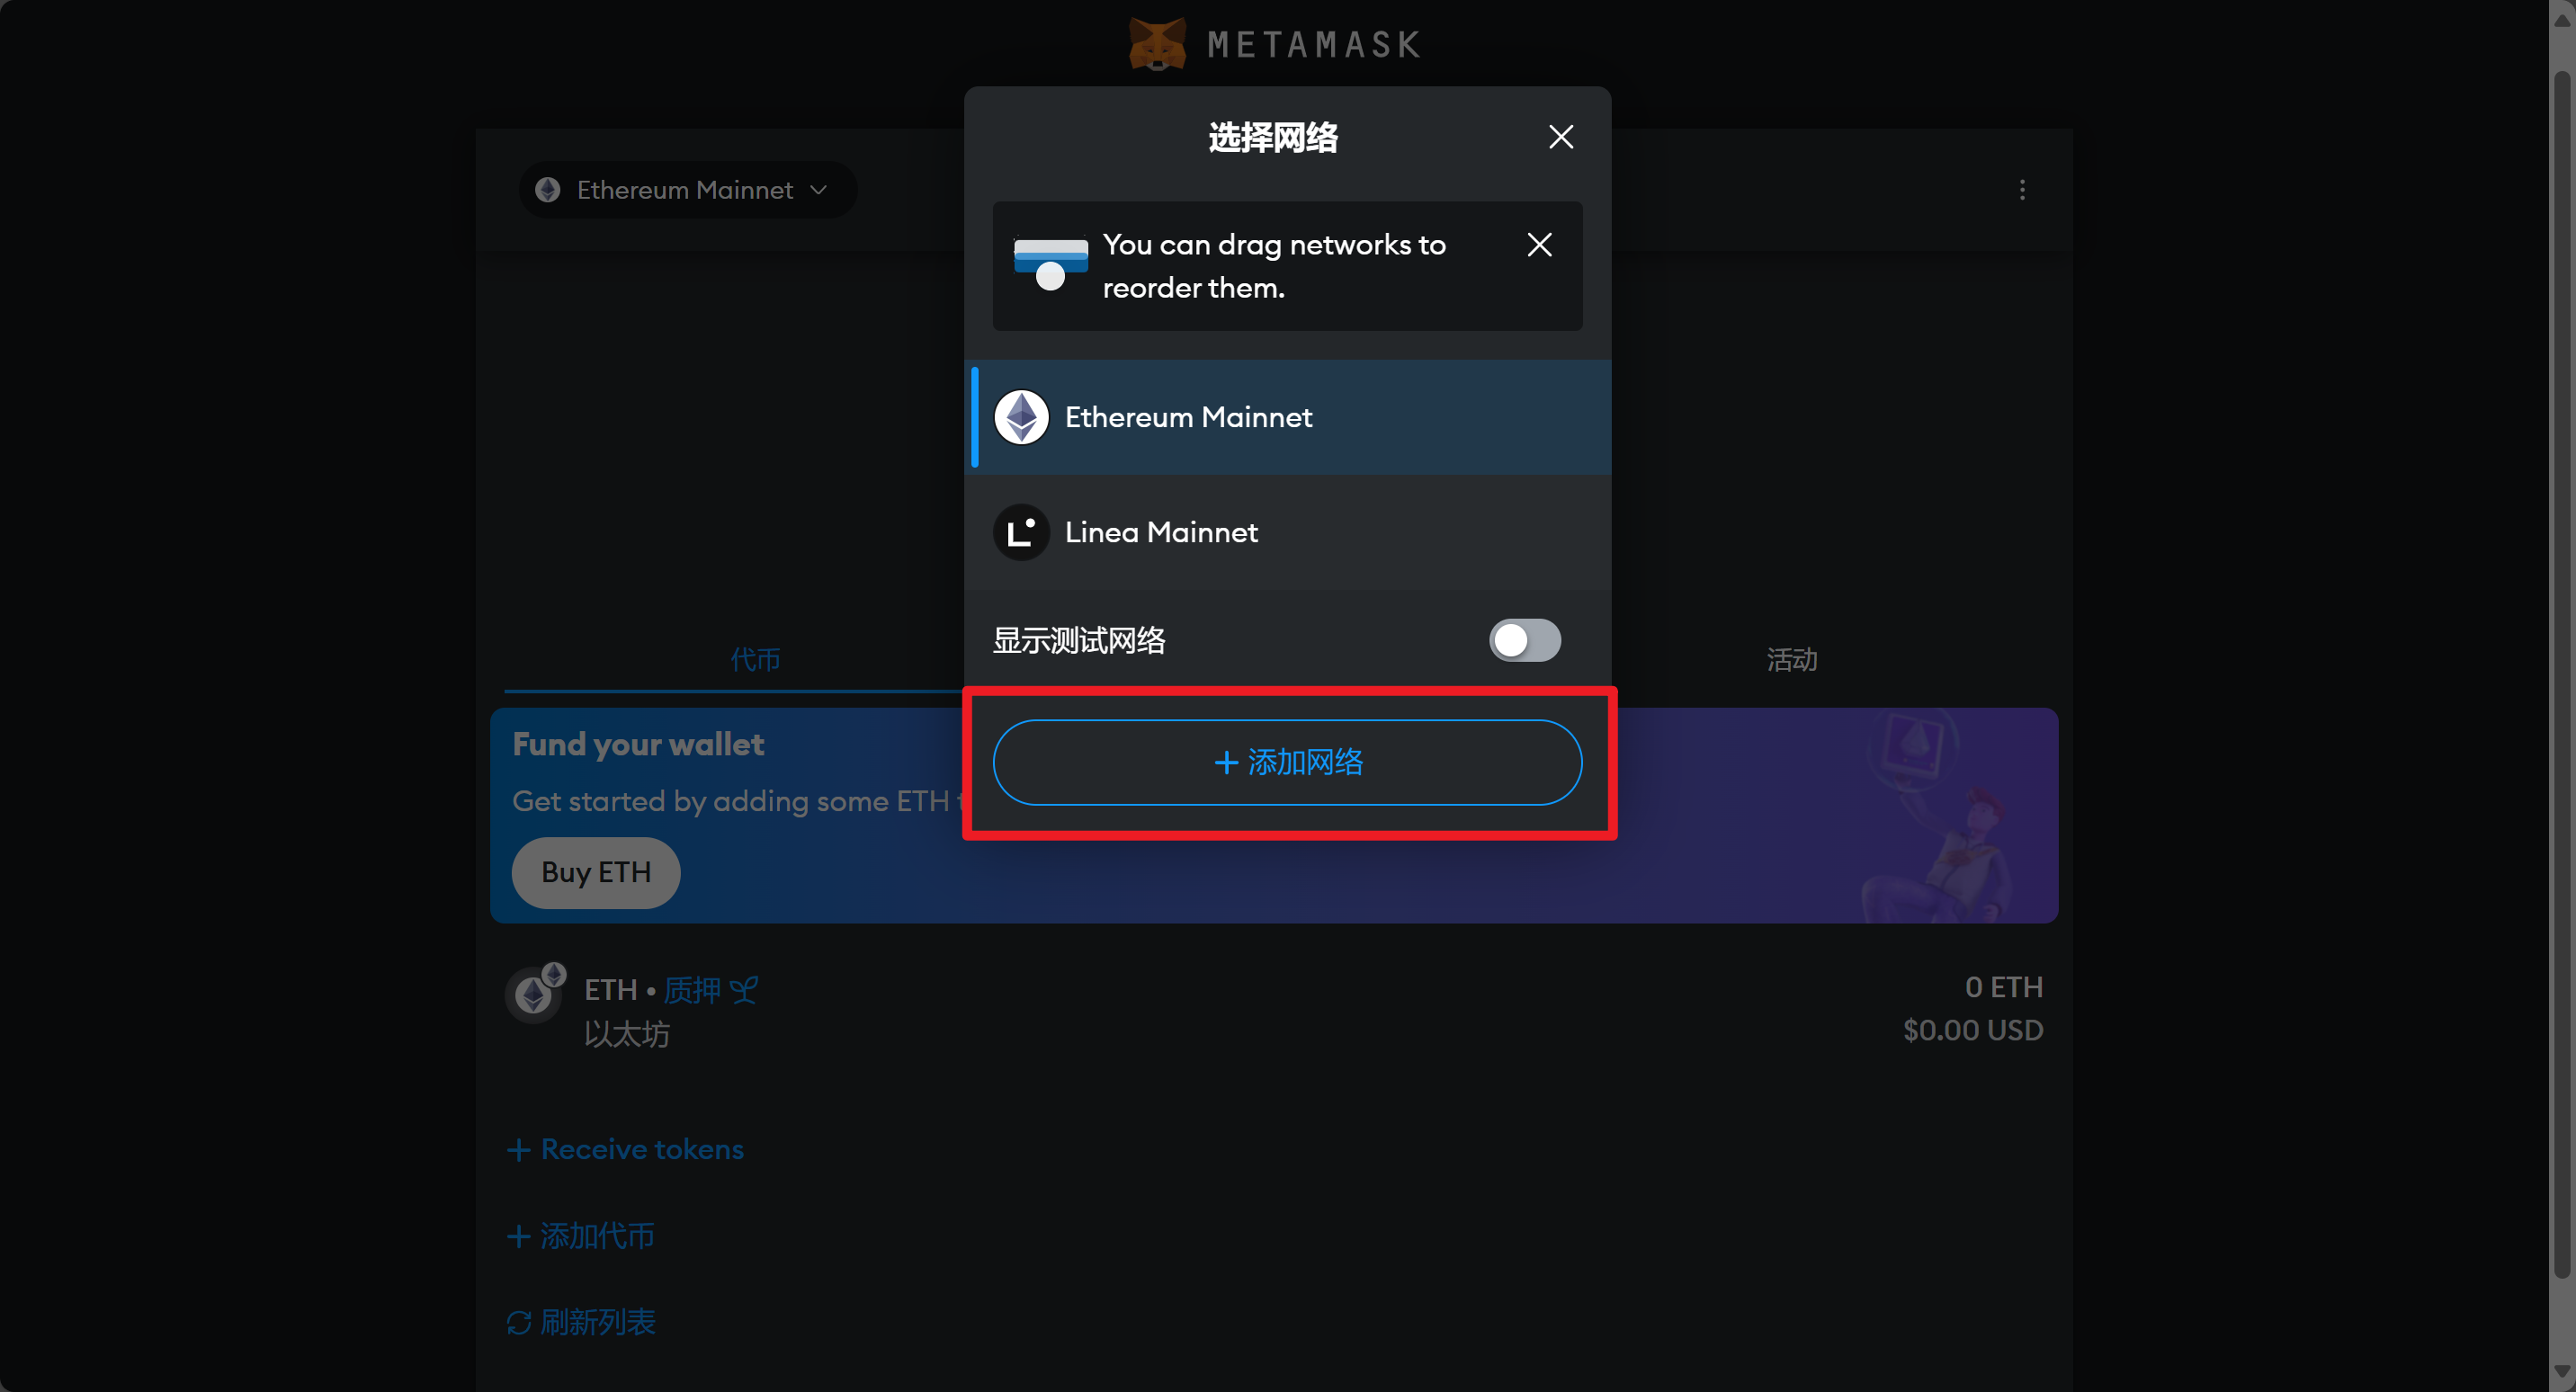 METAMASK
选择网络
Ethereum Mainnet
You can drag networks to
reorder them.
Ethereum Mainnet
Linea Mainnet
显示测试网络
代币
活动
+ 添加网络
Fund your wallet
Get started by adding some ETH t
Buy ETH
ETH • 质押
以太坊
0 ETH
$0.00 USD
+ Receive tokens
+ 添加代币
刷新列表